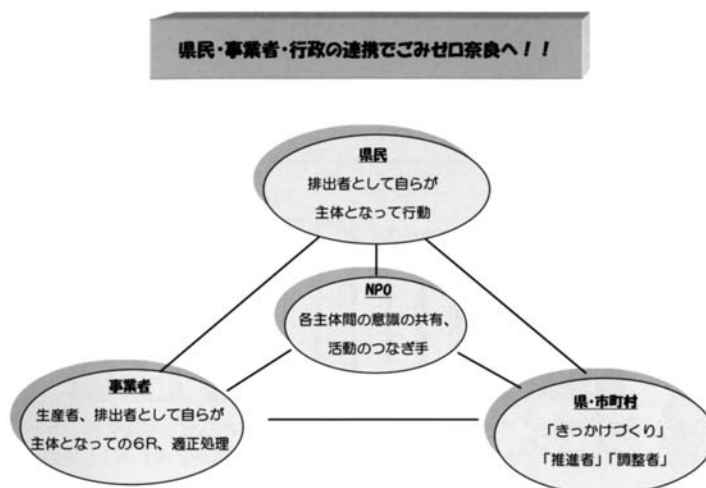 県民・事業者・行政の連携でごみゼロ奈良へ！！
県民
排出者として自らが
主体となって行動
NPO
各主体間の意識の共有、
活動のつなぎ手
事業者
生産者、排出者として自らが
主体となっての６R、適正処理
県・市町村
「きっかけづくり」
「推進者」「調整者」